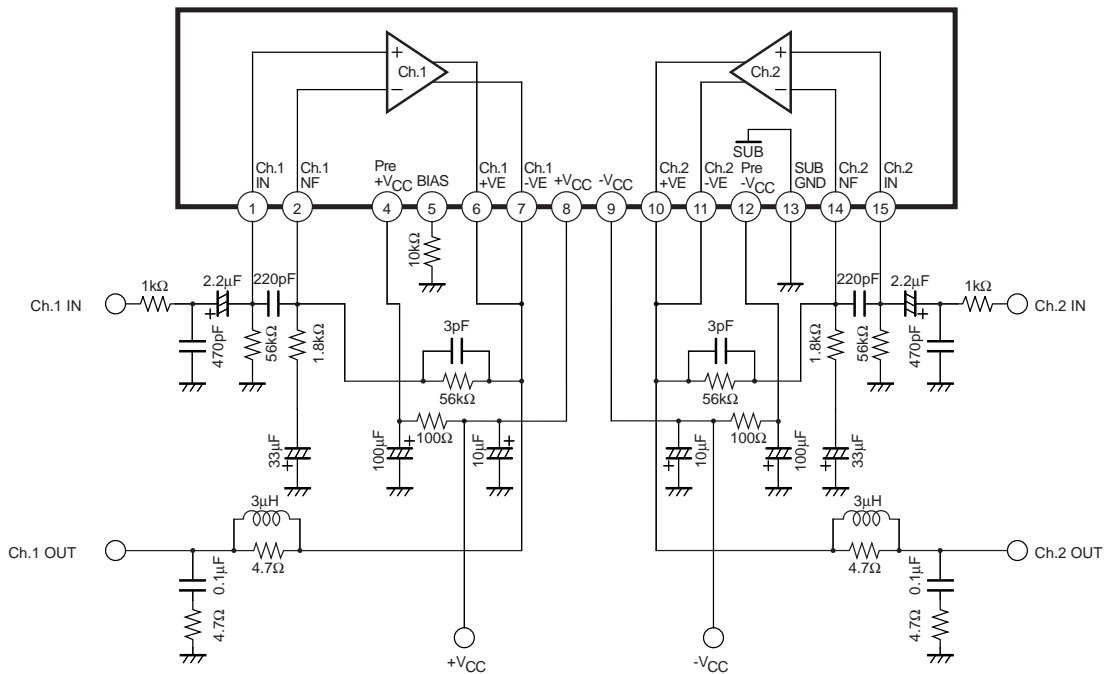 +
−
Ch.1
Ch.2
+
−
Ch.1 IN
Ch.1 NF
Pre +VCC
BIAS
Ch.1 +VE
Ch.1 -VE
+VCC
-VCC
Ch.2 +VE
Ch.2 -VE
SUB
Pre -VCC
SUB GND
Ch.2 NF
Ch.2 IN
1
2
4
5
6
7
8
9
10
11
12
13
14
15
10kΩ
Ch.1 IN
1kΩ
2.2µF
+
220pF
470pF
56kΩ
1.8kΩ
3pF
56kΩ
3pF
56kΩ
220pF
2.2µF
+
1kΩ
Ch.2 IN
1.8kΩ
56kΩ
470pF
33µF
+
100µF
+
100Ω
10µF
+
10µF
+
100Ω
100µF
+
33µF
+
3µH
4.7Ω
Ch.1 OUT
0.1µF
4.7Ω
+VCC
-VCC
3µH
4.7Ω
Ch.2 OUT
0.1µF
4.7Ω